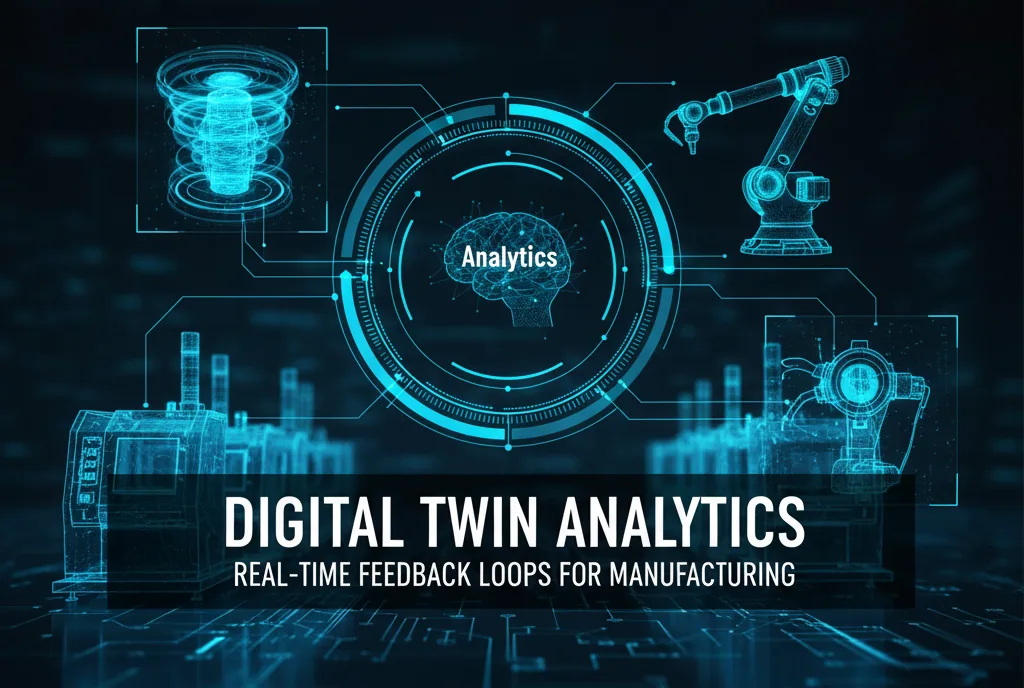 Analytics
DIGITAL TWIN ANALYTICS
REAL-TIME FEEDBACK LOOPS FOR MANUFACTURING